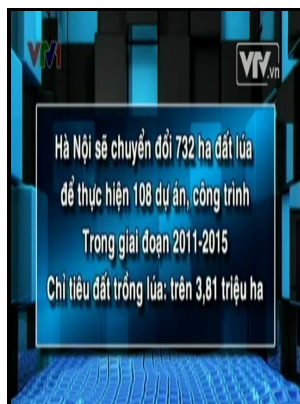 VTV1
VTV.vn
Hà Nội sẽ chuyển đổi 732 ha đất lúa
để thực hiện 108 dự án, công trình
Trong giai đoạn 2011-2015
Chỉ tiêu đất trồng lúa: trên 3,81 triệu ha